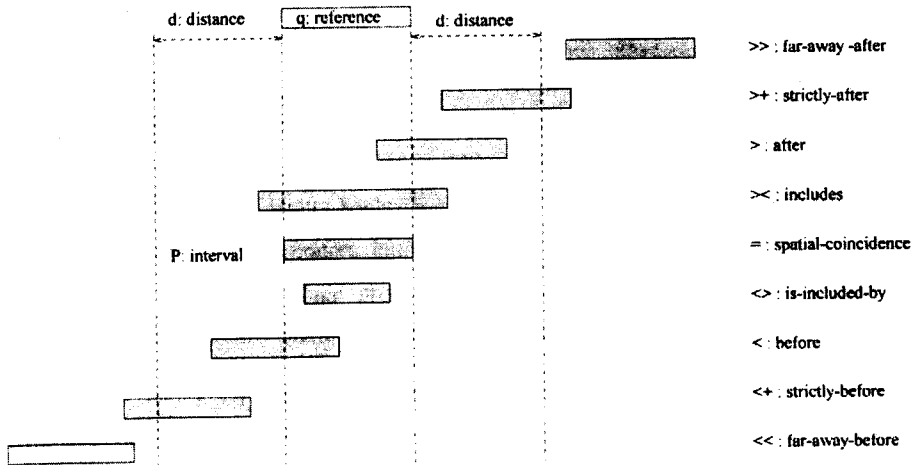 d: distance
q: reference
d: distance
>> : far-away -after
>+ : strictly-after
> : after
>< : includes
P: interval
= : spatial-coincidence
<> : is-included-by
< : before
<+ : strictly-before
<< : far-away-before